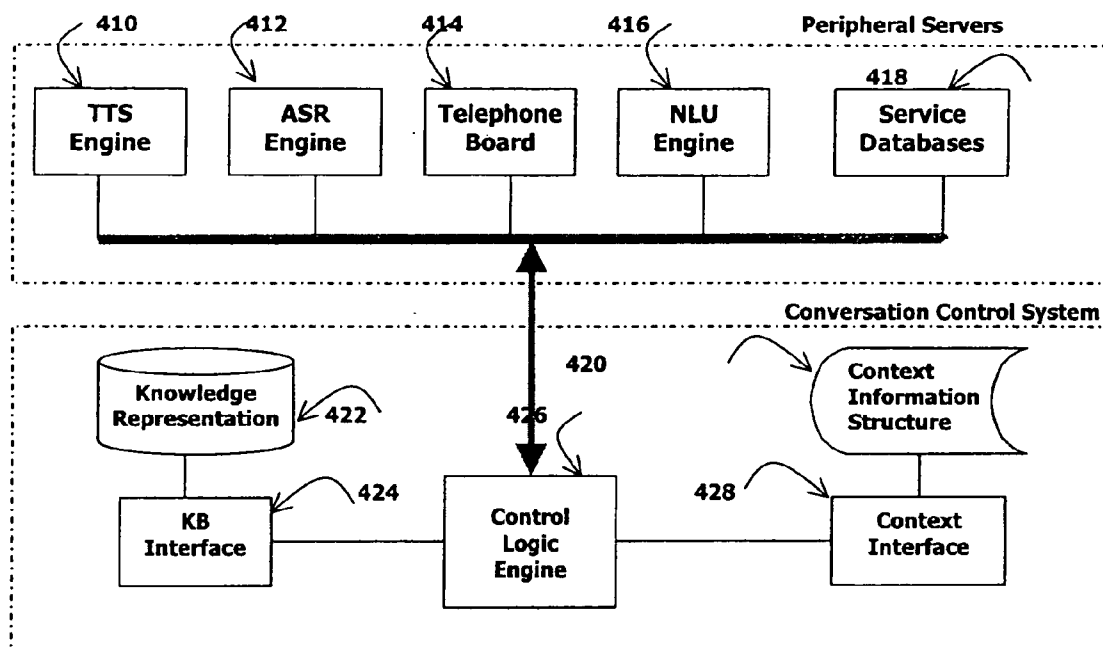 410
412
414
416
Peripheral Servers
418
TTS
Engine
ASR
Engine
Telephone
Board
NLU
Engine
Service
Databases
Conversation Control System
420
Knowledge
Representation
422
426
Context
Information
Structure
424
428
KB
Interface
Control
Logic
Engine
Context
Interface